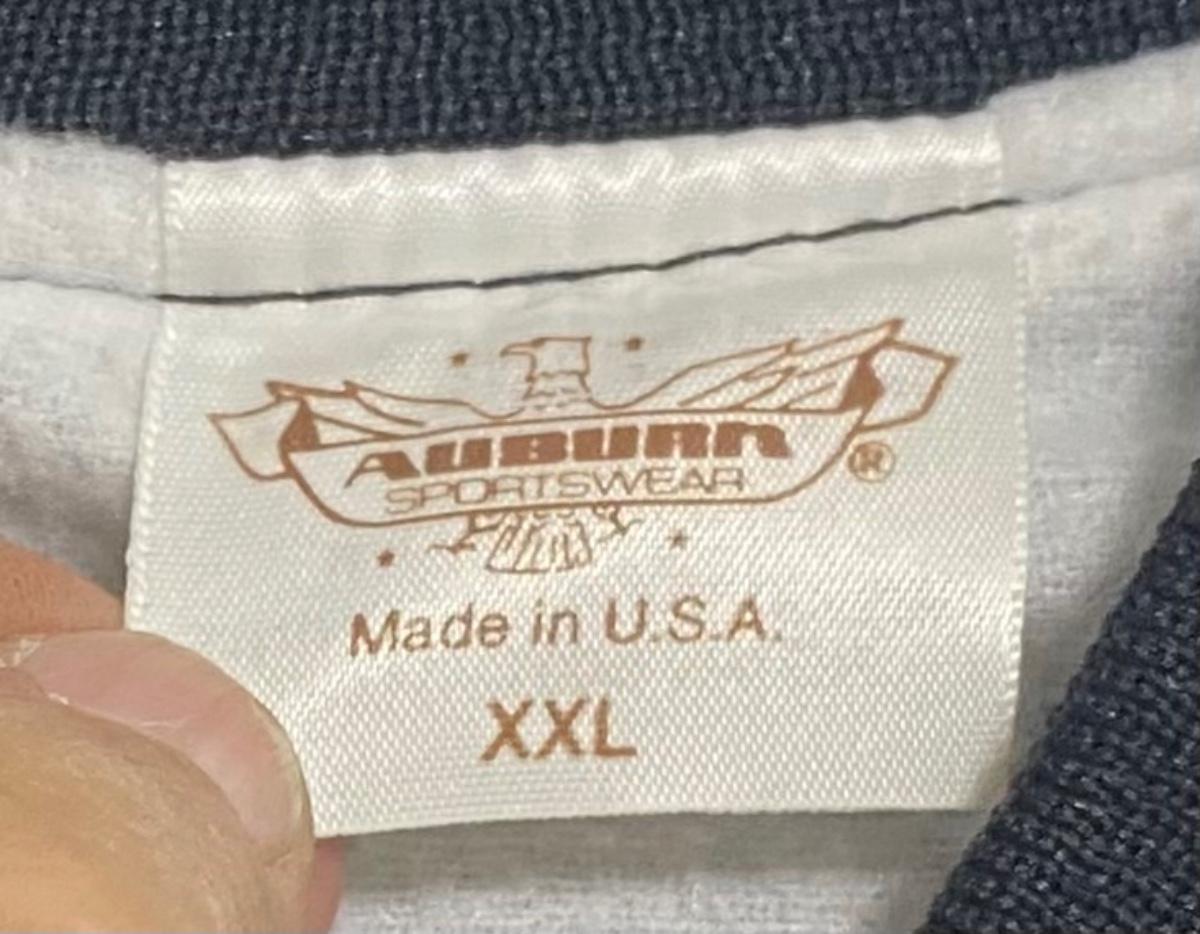 AUBURN
SPORTSWEAR
®
Made in U.S.A.
XXL